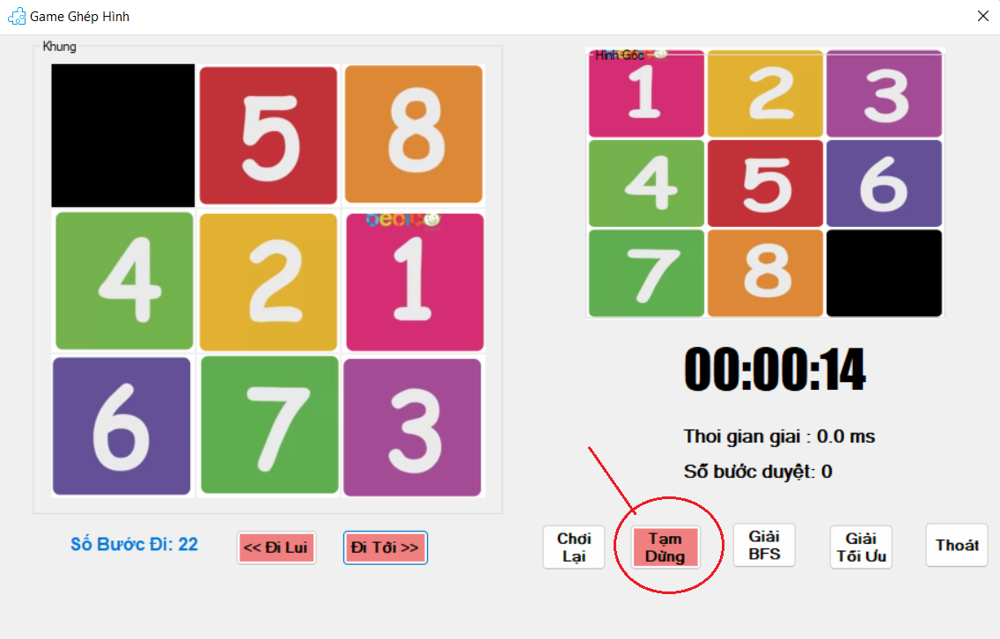 Game Ghép Hình
Khung
5 8
4 2 1
6 7 3
Hình Gốc
1 2 3
4 5 6
7 8
00:00:14
Thoi gian giai : 0.0 ms
Số bước duyệt: 0
Số Bước Đi: 22
<< Đi Lui
Đi Tới >>
Chơi
Lại
Tạm
Dừng
Giải
BFS
Giải
Tối Ưu
Thoát